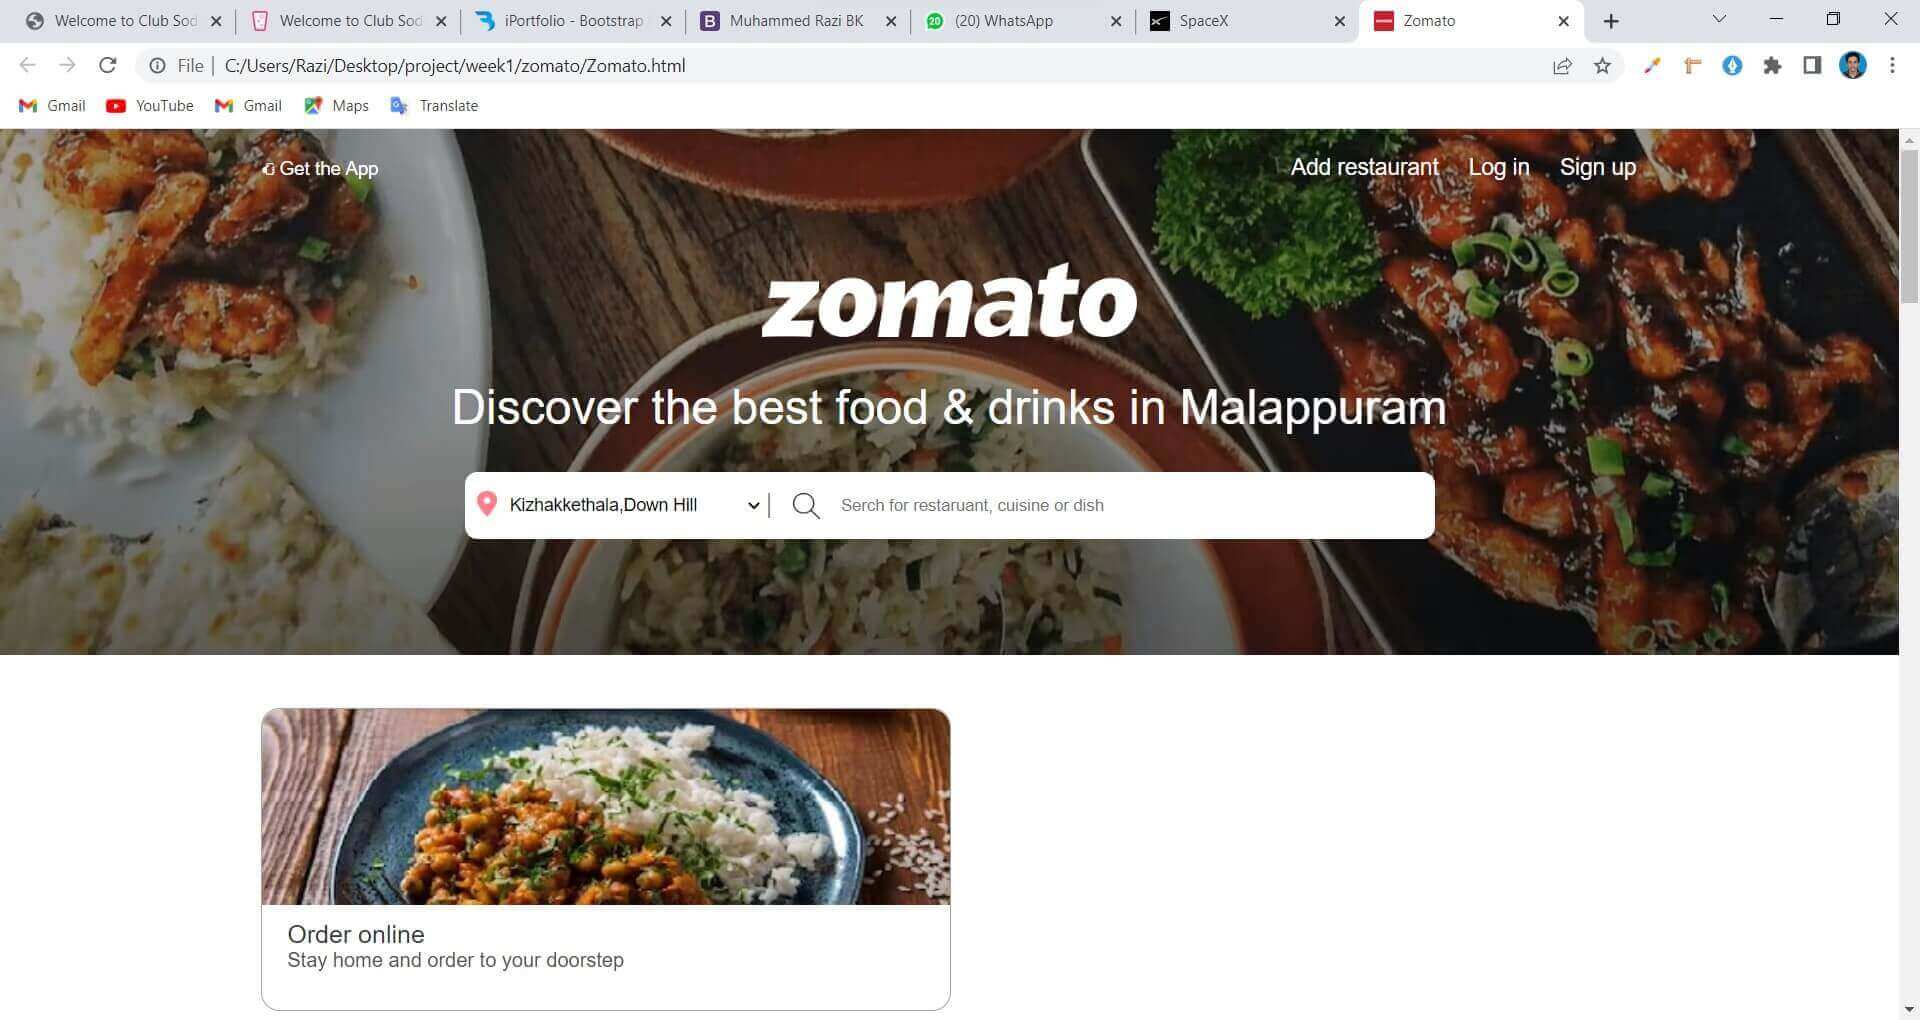 Welcome to Club Sod
Welcome to Club Sod
iPortfolio - Bootstrap
Muhammed Razi BK
20
(20) WhatsApp
SpaceX
Zomato
File
C:/Users/Razi/Desktop/project/week1/zomato/Zomato.html
Gmail
YouTube
Gmail
Maps
Translate
Get the App
Add restaurant
Log in
Sign up
zomato
Discover the best food & drinks in Malappuram
Kizhakkethala,Down Hill
Serch for restaruant, cuisine or dish
Order online
Stay home and order to your doorstep